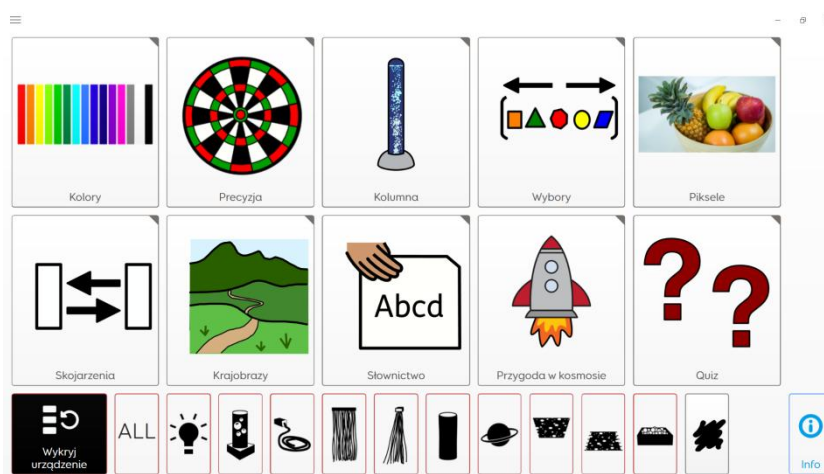 Kolory
Precyzja
Kolumna
Wybory
Piksele
Abcd
Skojarzenia
Krajobrazy
Słownictwo
Przygoda w kosmosie
? ?
Quiz
Wykryj
urządzenie
ALL
Info